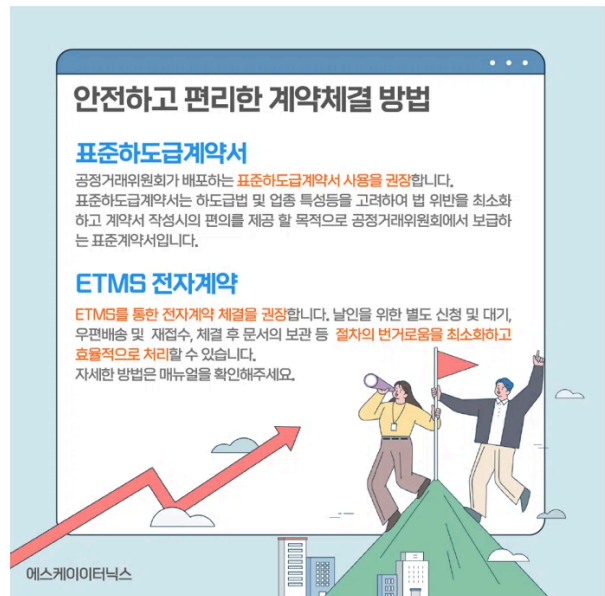 안전하고 편리한 계약체결 방법
표준하도급계약서
공정거래위원회가 배포하는 표준하도급계약서 사용을 권장합니다.
표준하도급계약서는 하도급법 및 업종 특성등을 고려하여 법 위반을 최소화
하고 계약서 작성시의 편의를 제공 할 목적으로 공정거래위원회에서 보급하
는 표준계약서입니다.
ETMS 전자계약
ETMS를 통한 전자계약 체결을 권장합니다. 날인을 위한 별도 신청 및 대기,
우편배송 및 재접수, 체결 후 문서의 보관 등 절차의 번거로움을 최소화하고
효율적으로 처리할 수 있습니다.
자세한 방법은 매뉴얼을 확인해주세요.
에스케이이터닉스